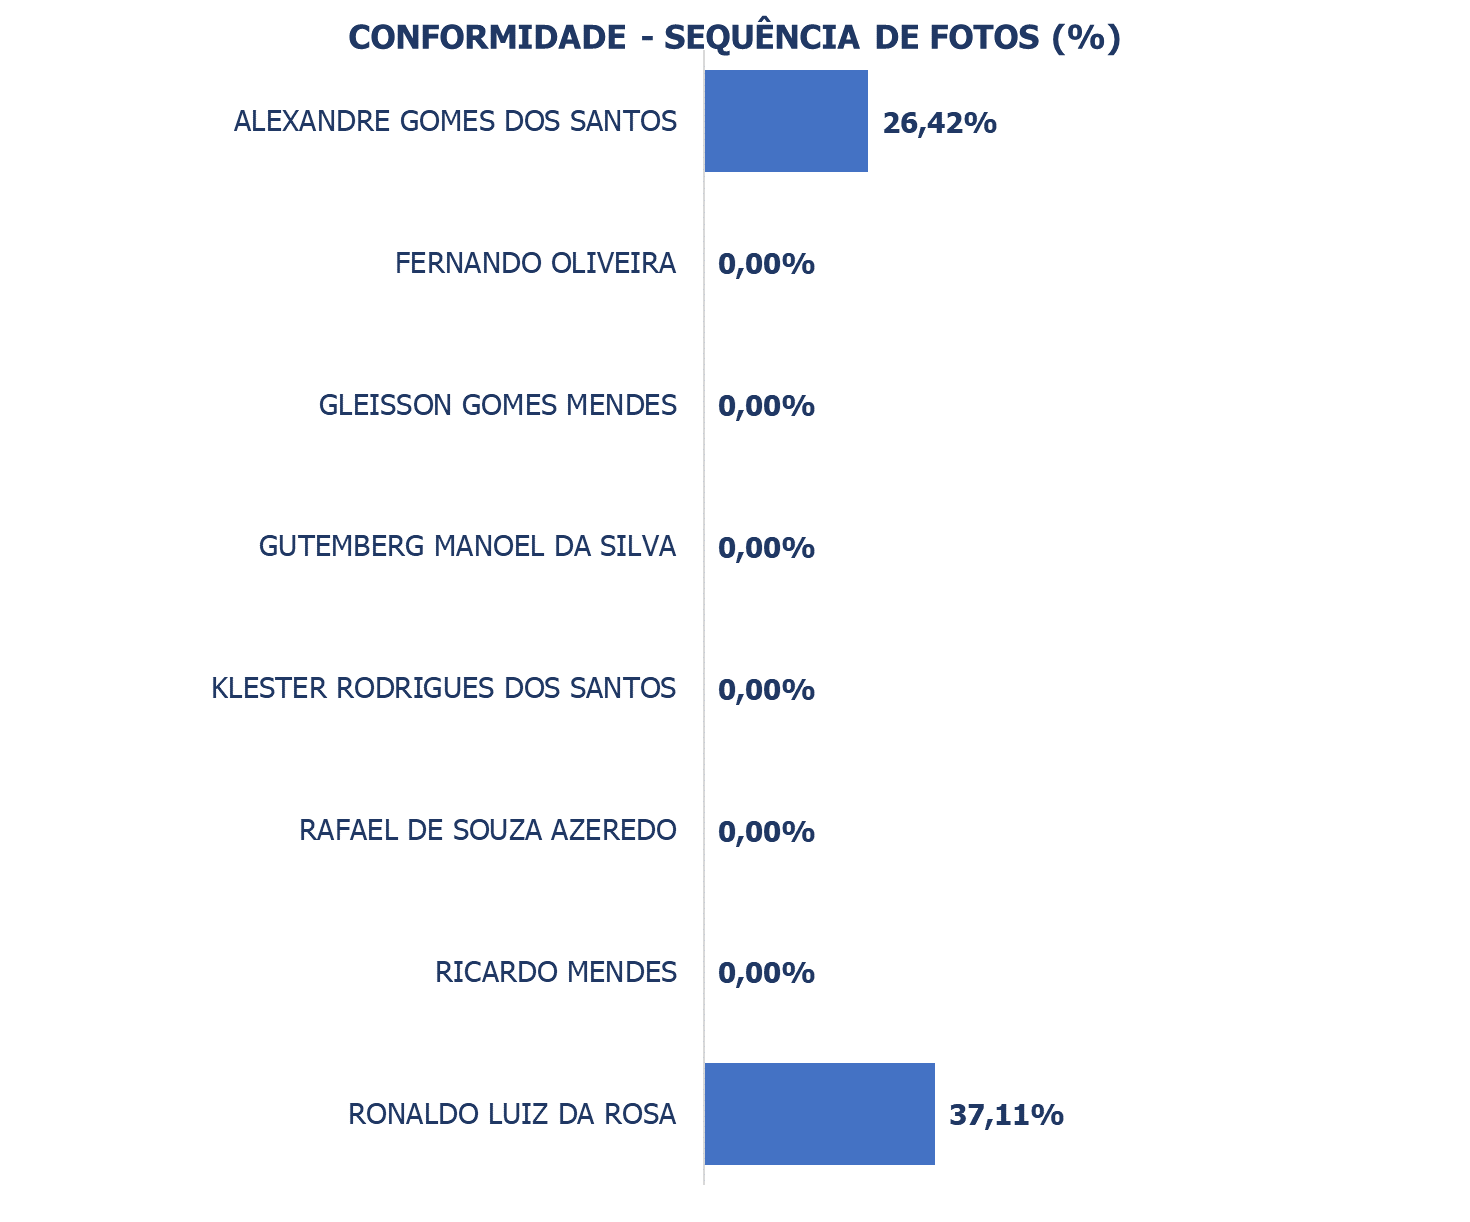 CONFORMIDADE - SEQUÊNCIA DE FOTOS (%)
ALEXANDRE GOMES DOS SANTOS 26,42%
FERNANDO OLIVEIRA 0,00%
GLEISSON GOMES MENDES 0,00%
GUTEMBERG MANOEL DA SILVA 0,00%
KLESTER RODRIGUES DOS SANTOS 0,00%
RAFAEL DE SOUZA AZEREDO 0,00%
RICARDO MENDES 0,00%
RONALDO LUIZ DA ROSA 37,11%